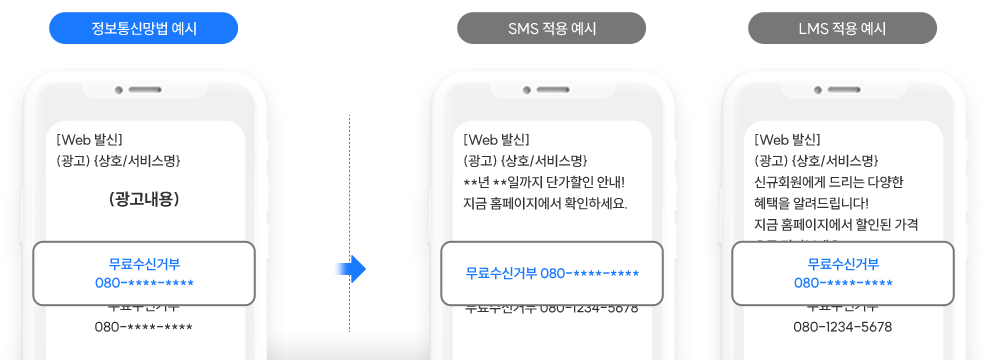 정보통신망법 예시
[Web 발신]
(광고) {상호/서비스명}
(광고내용)
무료수신거부
080-****-****
무료수신거부
080-****-****
SMS 적용 예시
[Web 발신]
(광고) {상호/서비스명}
**년 **일까지 단가할인 안내!
지금 홈페이지에서 확인하세요.
무료수신거부 080-****-****
무료수신거부 080-1234-5678
LMS 적용 예시
[Web 발신]
(광고) {상호/서비스명}
신규회원에게 드리는 다양한
혜택을 알려드립니다!
지금 홈페이지에서 할인된 가격
무료수신거부
080-****-****
무료수신거부
080-1234-5678